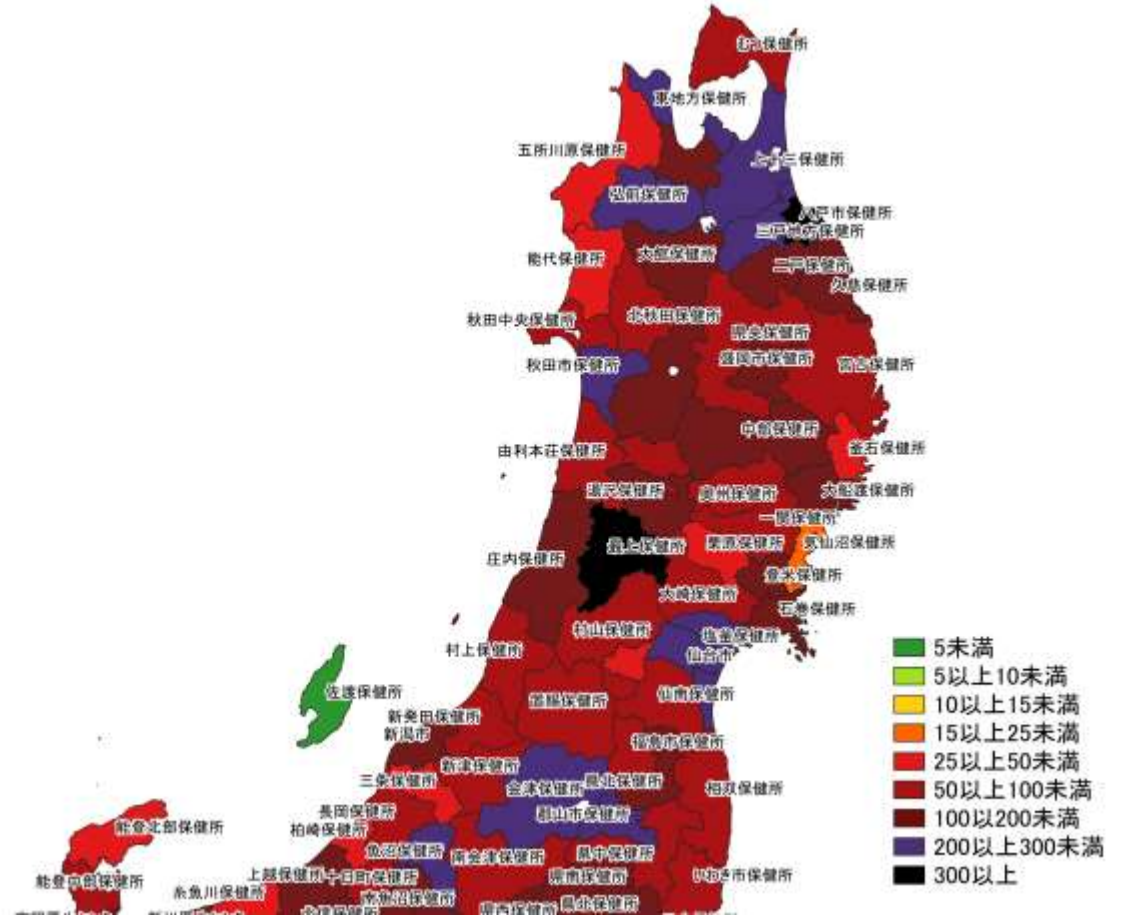 むつ保健所
東地方保健所
五所川原保健所
上十三保健所
弘前保健所
八戸市保健所
三戸地方保健所
能代保健所
大館保健所
二戸保健所
久慈保健所
秋田中央保健所
北秋田保健所
県央保健所
盛岡市保健所
秋田市保健所
宮古保健所
中部保健所
由利本荘保健所
釜石保健所
湯沢保健所
奥州保健所
大船渡保健所
一関保健所
最上保健所
栗原保健所
気仙沼保健所
庄内保健所
登米保健所
大崎保健所
石巻保健所
村山保健所
塩釜保健所
村上保健所
仙台市
佐渡保健所
置賜保健所
仙南保健所
新発田保健所
新潟市
福島市保健所
新津保健所
三条保健所
会津保健所
県北保健所
相双保健所
長岡保健所
郡山市保健所
柏崎保健所
能登北部保健所
魚沼保健所
南会津保健所
県中保健所
能登中部保健所
上越保健所
十日町保健所
県南保健所
いわき市保健所
糸魚川保健所
南魚沼保健所
県西保健所
県北保健所
5未満
5以上10未満
10以上15未満
15以上25未満
25以上50未満
50以上100未満
100以200未満
200以上300未満
300以上